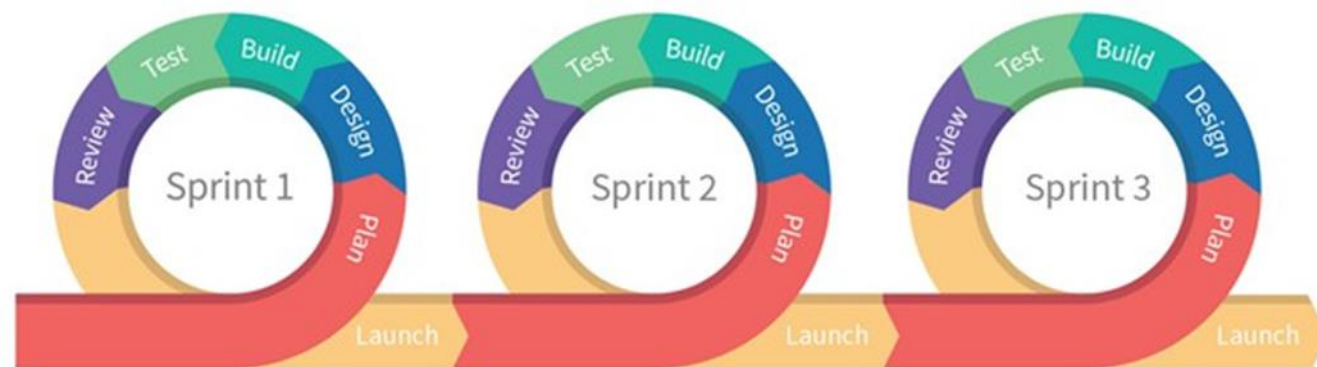 Sprint 1
Plan
Design
Build
Test
Review
Launch
Sprint 2
Plan
Design
Build
Test
Review
Launch
Sprint 3
Plan
Design
Build
Test
Review
Launch